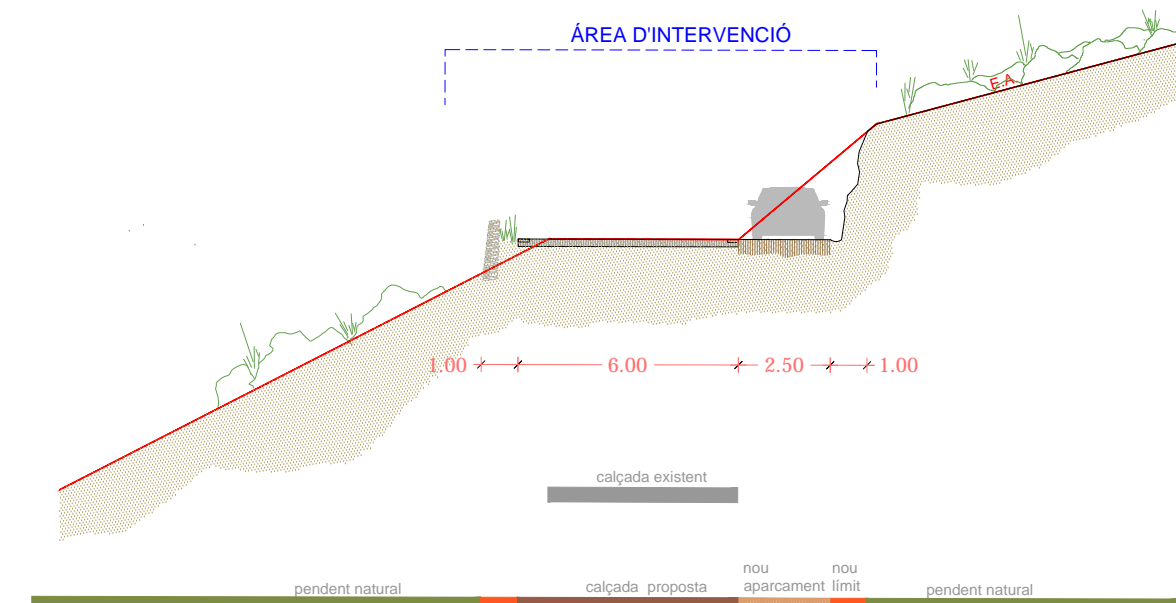 ÁREA D'INTERVENCIÓ
E.A.
1.00
6.00
2.50
1.00
calçada existent
pendent natural
calçada proposta
nou
aparcament
nou
límit
pendent natural